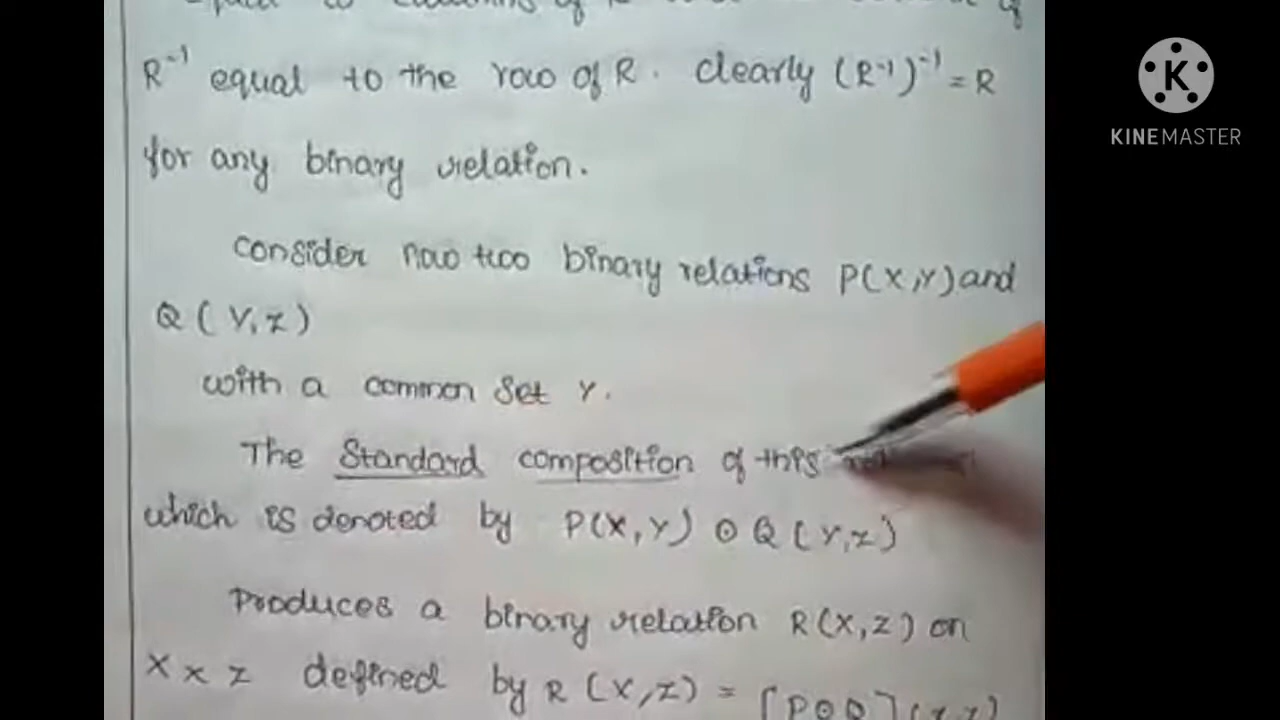 R⁻¹ equal to the row of R. clearly (R⁻¹)⁻¹ = R
for any binary relation.
consider now two binary relations P(X,Y) and
Q(Y,Z)
with a common set Y.
The Standard composition of this
which is denoted by P(X,Y) ⊙ Q(Y,Z)
Produces a binary relation R(X,Z) on
X x Z defined by R(X,Z) = [P⊙Q](X,Z)
KINEMASTER